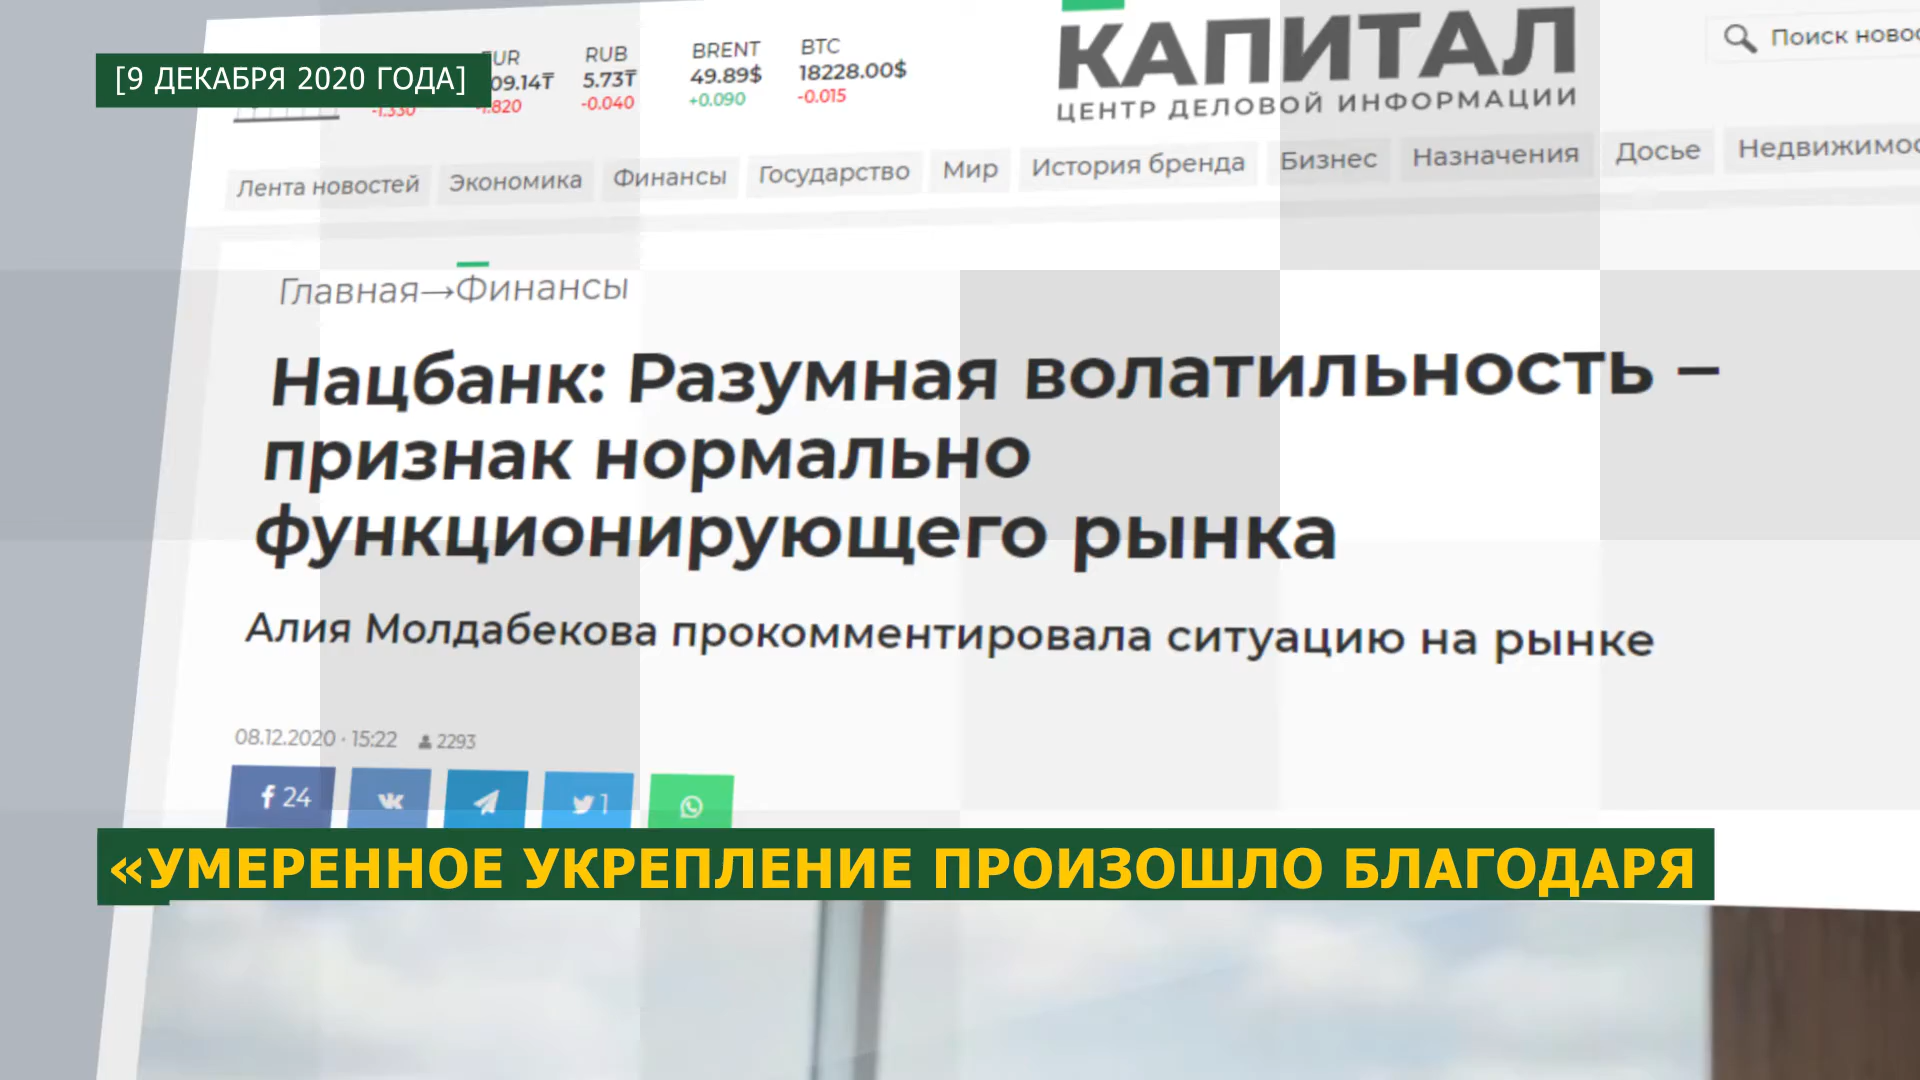 [9 ДЕКАБРЯ 2020 ГОДА]
RUB
BRENT
BTC
5.73₸
49.89$
18228.00$
-0.040
+0.090
-0.015
КАПИТАЛ
ЦЕНТР ДЕЛОВОЙ ИНФОРМАЦИИ
Поиск
Лента новостей
Экономика
Финансы
Государство
Мир
История бренда
Бизнес
Назначения
Досье
Главная→Финансы
Нацбанк: Разумная волатильность –
признак нормально
функционирующего рынка
Алия Молдабекова прокомментировала ситуацию на рынке
08.12.2020 · 15:22 2293
24
1
«УМЕРЕННОЕ УКРЕПЛЕНИЕ ПРОИЗОШЛО БЛАГОДАРЯ